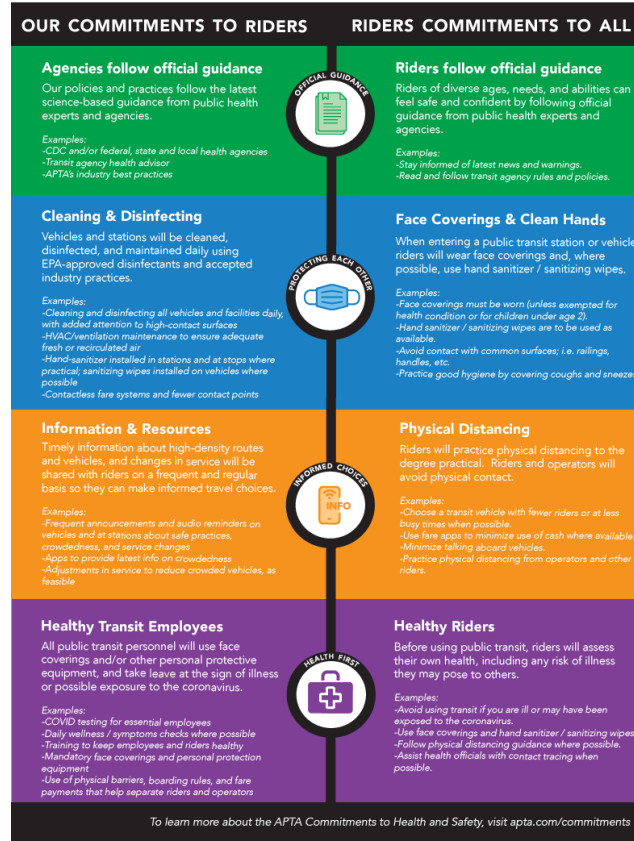 OUR COMMITMENTS TO RIDERS
RIDERS COMMITMENTS TO ALL
Agencies follow official guidance
Our policies and practices follow the latest
science-based guidance from public health
experts and agencies.
Examples:
-CDC and/or federal, state and local health agencies
-Transit agency health advisor
-APTA's industry best practices
OFFICIAL GUIDANCE
Riders follow official guidance
Riders of diverse ages, needs, and abilities can
feel safe and confident by following official
guidance from public health experts and
agencies.
Examples:
-Stay informed of latest news and warnings.
-Read and follow transit agency rules and policies.
Cleaning & Disinfecting
Vehicles and stations will be cleaned,
disinfected, and maintained daily using
EPA-approved disinfectants and accepted
industry practices.
Examples:
-Cleaning and disinfecting all vehicles and facilities daily,
with added attention to high-contact surfaces
-HVAC/ventilation maintenance to ensure adequate
fresh or recirculated air
-Hand-sanitizer installed in stations and at stops where
practical; sanitizing wipes installed on vehicles where
possible
-Contactless fare systems and fewer contact points
PROTECTING EACH OTHER
Face Coverings & Clean Hands
When entering a public transit station or vehicle
riders will wear face coverings and, where
possible, use hand sanitizer / sanitizing wipes.
Examples:
-Face coverings must be worn (unless exempted for
health condition or for children under age 2).
-Hand sanitizer / sanitizing wipes are to be used as
available.
-Avoid contact with common surfaces; i.e. railings,
handles, etc.
-Practice good hygiene by covering coughs and sneezes
Information & Resources
Timely information about high-density routes
and vehicles, and changes in service will be
shared with riders on a frequent and regular
basis so they can make informed travel choices.
Examples:
-Frequent announcements and audio reminders on
vehicles and at stations about safe practices,
crowdedness, and service changes
-Apps to provide latest info on crowdedness
-Adjustments in service to reduce crowded vehicles, as
feasible
INFORMED CHOICES
INFO
Physical Distancing
Riders will practice physical distancing to the
degree practical. Riders and operators will
avoid physical contact.
Examples:
-Choose a transit vehicle with fewer riders or at less
busy times when possible.
-Use fare apps to minimize use of cash where available
-Minimize talking aboard vehicles.
-Practice physical distancing from operators and other
riders.
Healthy Transit Employees
All public transit personnel will use face
coverings and/or other personal protective
equipment, and take leave at the sign of illness
or possible exposure to the coronavirus.
Examples:
-COVID testing for essential employees
-Daily wellness / symptoms checks where possible
-Training to keep employees and riders healthy
-Mandatory face coverings and personal protection
equipment
-Use of physical barriers, boarding rules, and fare
payments that help separate riders and operators
HEALTH FIRST
Healthy Riders
Before using public transit, riders will assess
their own health, including any risk of illness
they may pose to others.
Examples:
-Avoid using transit if you are ill or may have been
exposed to the coronavirus.
-Use face coverings and hand sanitizer / sanitizing wipes
-Follow physical distancing guidance where possible.
-Assist health officials with contact tracing when
possible.
To learn more about the APTA Commitments to Health and Safety, visit apta.com/commitments